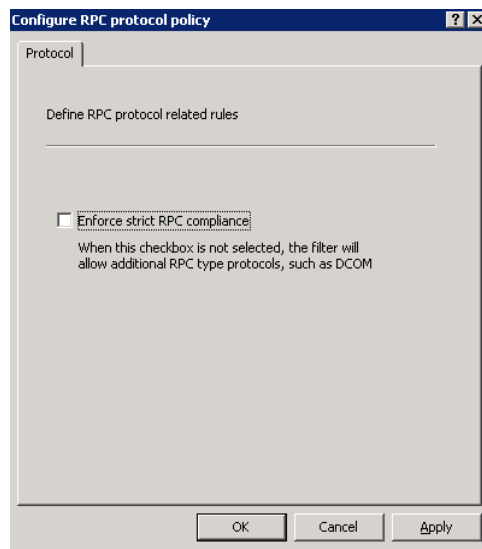 Configure RPC protocol policy
Protocol
Define RPC protocol related rules
Enforce strict RPC compliance
When this checkbox is not selected, the filter will
allow additional RPC type protocols, such as DCOM
OK Cancel Apply